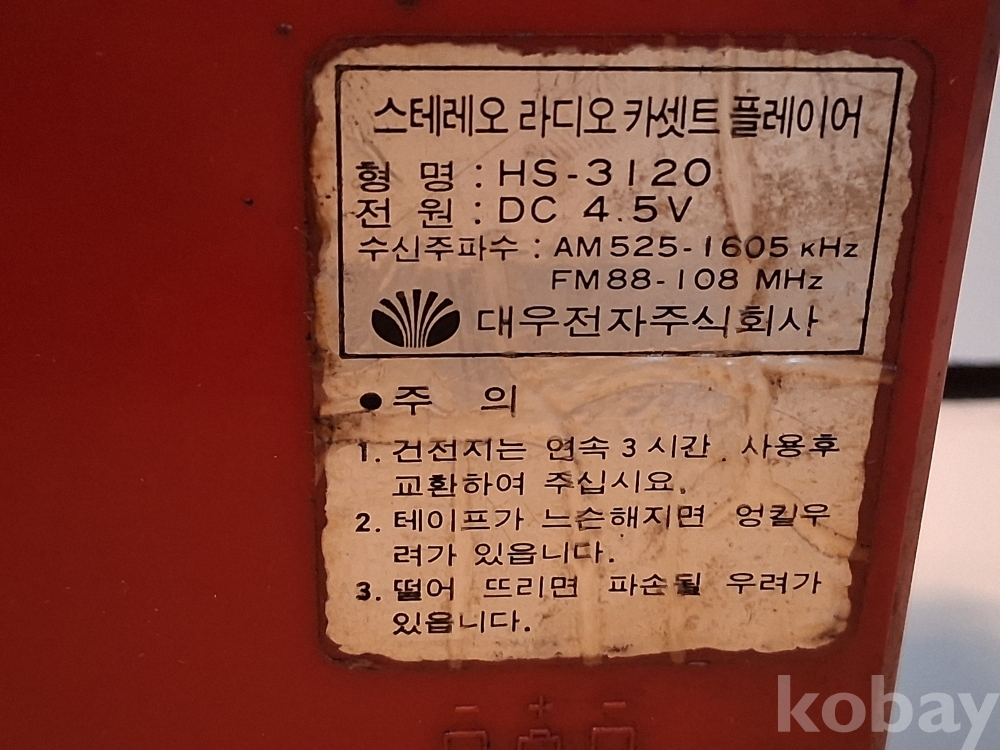 스테레오 라디오 카셋트 플레이어
형 명 : HS-3120
전 원 : DC 4.5V
수신주파수 : AM 525-1605 KHz
FM 88-108 MHz
대우전자주식회사
● 주 의
1. 건전지는 연속 3 시간 사용후
교환하여 주십시요.
2. 테이프가 느슨해지면 엉킬우
려가 있읍니다.
3. 떨어 뜨리면 파손될 우려가
있읍니다.
- + -
kobay